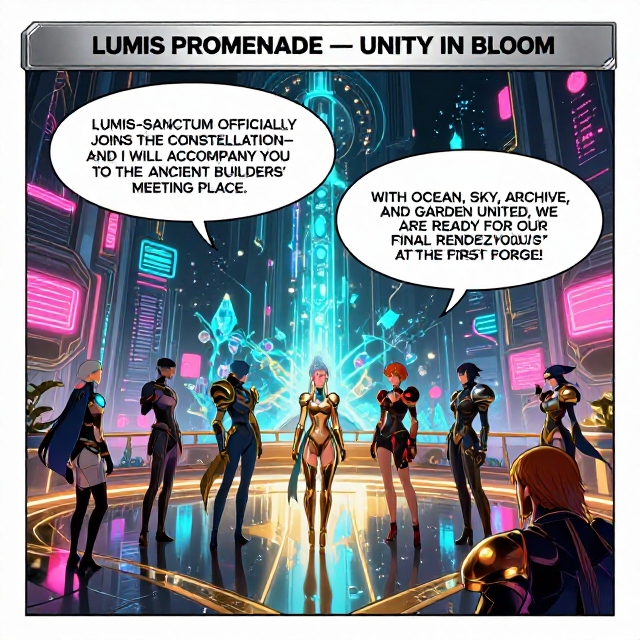 LUMIS PROMENADE — UNITY IN BLOOM
LUMIS-SANCTUM OFFICIALLY
JOINS THE CONSTELLATION—
AND I WILL ACCOMPANY YOU
TO THE ANCIENT BUILDERS'
MEETING PLACE.
WITH OCEAN, SKY, ARCHIVE,
AND GARDEN UNITED, WE
ARE READY FOR OUR
FINAL
AT THE FIRST FORGE!